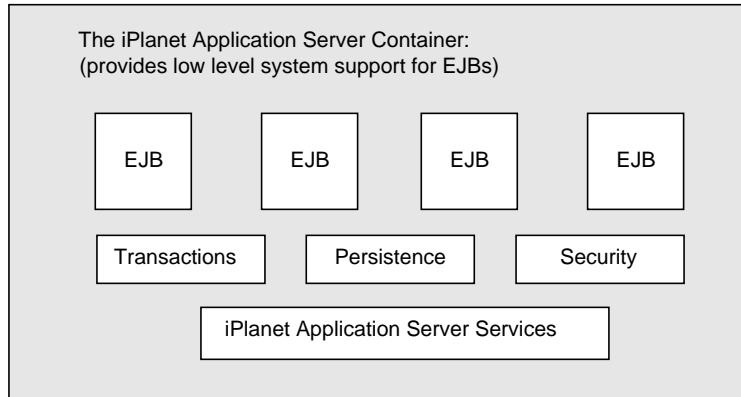 The iPlanet Application Server Container:
(provides low level system support for EJBs)
EJB EJB EJB EJB
Transactions Persistence Security
iPlanet Application Server Services